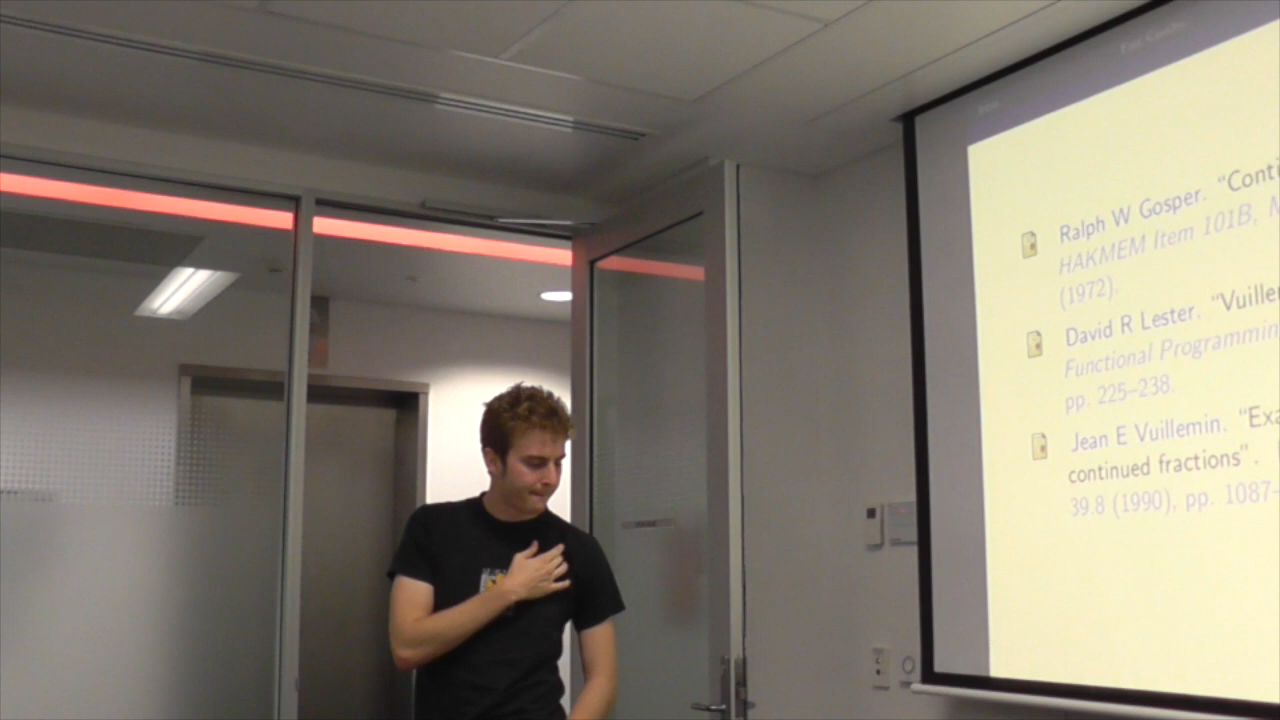 Ralph W Gosper. "Conti
HAKMEM Item 101B, M
(1972).
David R Lester. "Vuillem
Functional Programmin
pp. 225–238.
Jean E Vuillemin. "Exa
continued fractions".
39.8 (1990), pp. 1087–